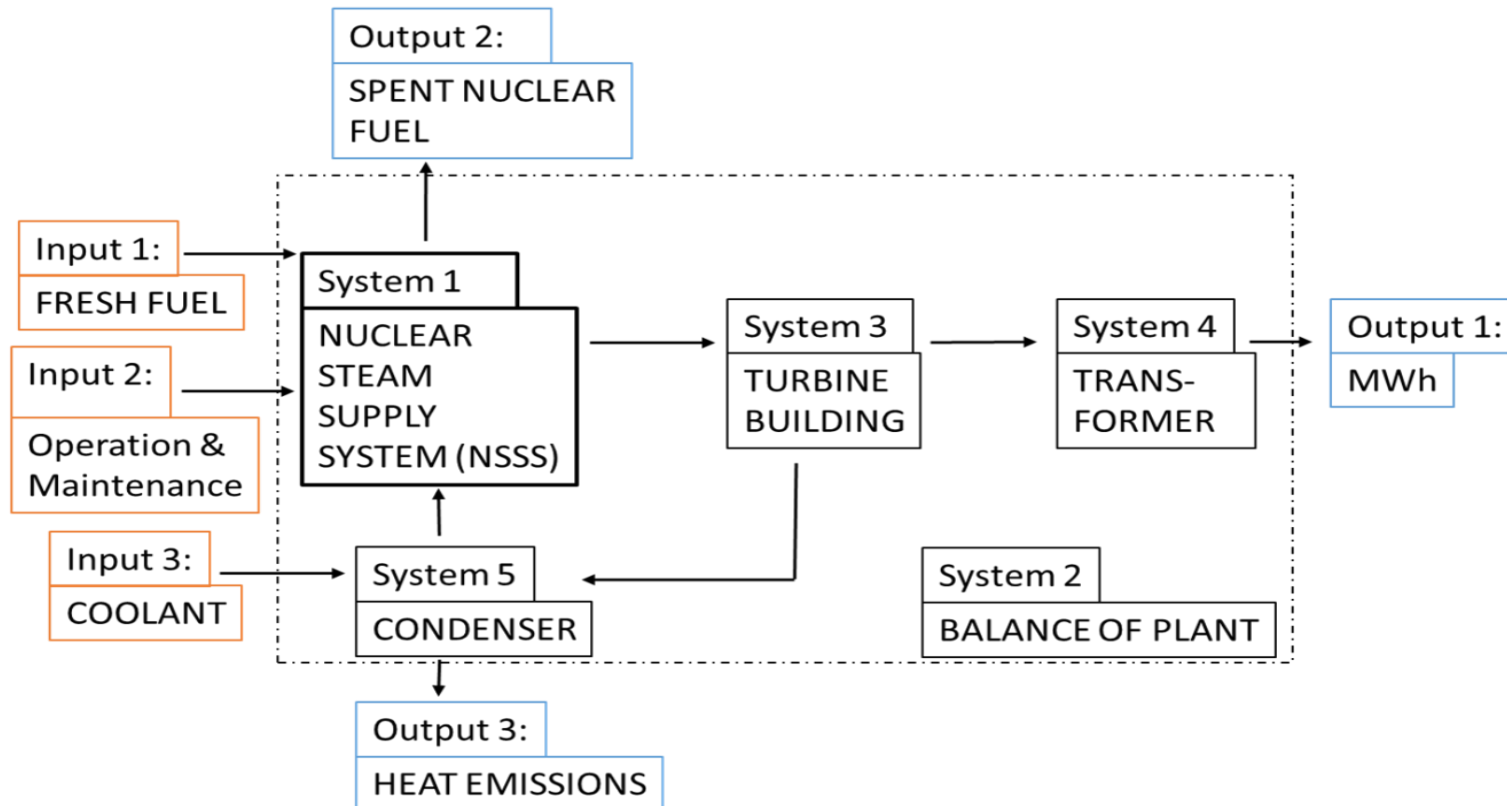 Output 2:
SPENT NUCLEAR
FUEL
Input 1:
FRESH FUEL
System 1
NUCLEAR
STEAM
SUPPLY
SYSTEM (NSSS)
System 3
TURBINE
BUILDING
System 4
TRANS-
FORMER
Output 1:
MWh
Input 2:
Operation &
Maintenance
Input 3:
COOLANT
System 5
CONDENSER
System 2
BALANCE OF PLANT
Output 3:
HEAT EMISSIONS